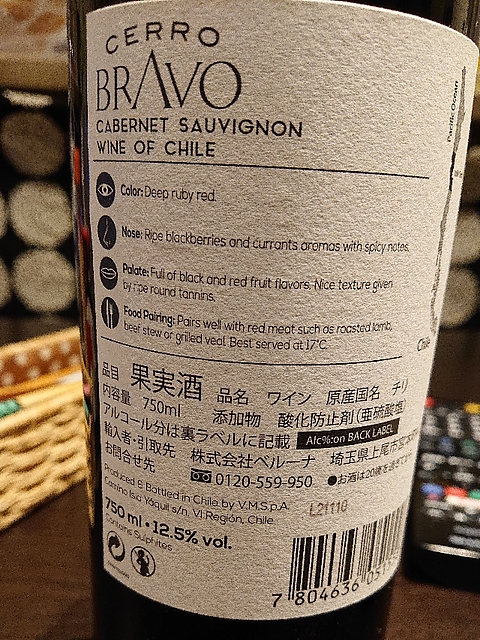 CERRO
BRAVO
CABERNET SAUVIGNON
WINE OF CHILE
Pacific Ocean
Color: Deep ruby red.
Nose: Ripe blackberries and currants aromas with spicy notes.
Palate: Full of black and red fruit flavors. Nice texture given
by ripe round tannins.
Food Pairing: Pairs well with red meat such as roasted lamb,
beef stew or grilled veal. Best served at 17°C.
Chile
品目 果実酒 品名 ワイン 原産国名 チリ
内容量 750ml 添加物 酸化防止剤(亜硫酸塩
アルコール分は裏ラベルに記載 Alc%:on BACK LABEL
輸入者・引取先 株式会社ベルーナ 埼玉県上尾市宮本
お問合せ先 0120-559-950 ●お酒は20歳を過ぎて
Produced & Bottled in Chile by V.M.S.p.A.
Camino Isla Yáquil s/n. VI Región, Chile
L21110
750 ml • 12.5% vol.
Contains Sulphites
7 804636 051